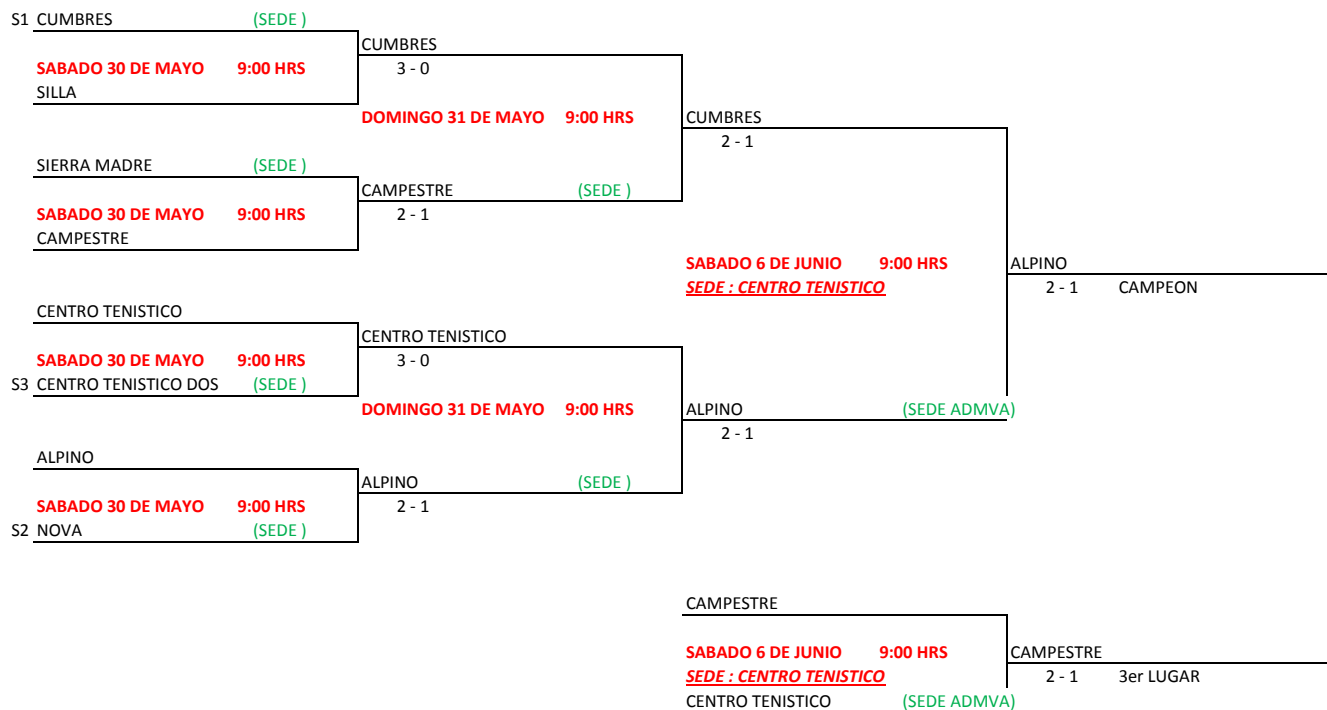 S1 CUMBRES (SEDE )
CUMBRES
SABADO 30 DE MAYO 9:00 HRS
3 - 0
SILLA
DOMINGO 31 DE MAYO 9:00 HRS
CUMBRES
2 - 1
SIERRA MADRE (SEDE )
CAMPESTRE (SEDE )
SABADO 30 DE MAYO 9:00 HRS
2 - 1
CAMPESTRE
SABADO 6 DE JUNIO 9:00 HRS
ALPINO
SEDE : CENTRO TENISTICO
2 - 1 CAMPEON
CENTRO TENISTICO
CENTRO TENISTICO
SABADO 30 DE MAYO 9:00 HRS
3 - 0
S3 CENTRO TENISTICO DOS (SEDE )
DOMINGO 31 DE MAYO 9:00 HRS
ALPINO (SEDE ADMVA)
2 - 1
ALPINO
ALPINO (SEDE )
SABADO 30 DE MAYO 9:00 HRS
2 - 1
S2 NOVA (SEDE )
CAMPESTRE
SABADO 6 DE JUNIO 9:00 HRS
CAMPESTRE
SEDE : CENTRO TENISTICO
2 - 1 3er LUGAR
CENTRO TENISTICO (SEDE ADMVA)